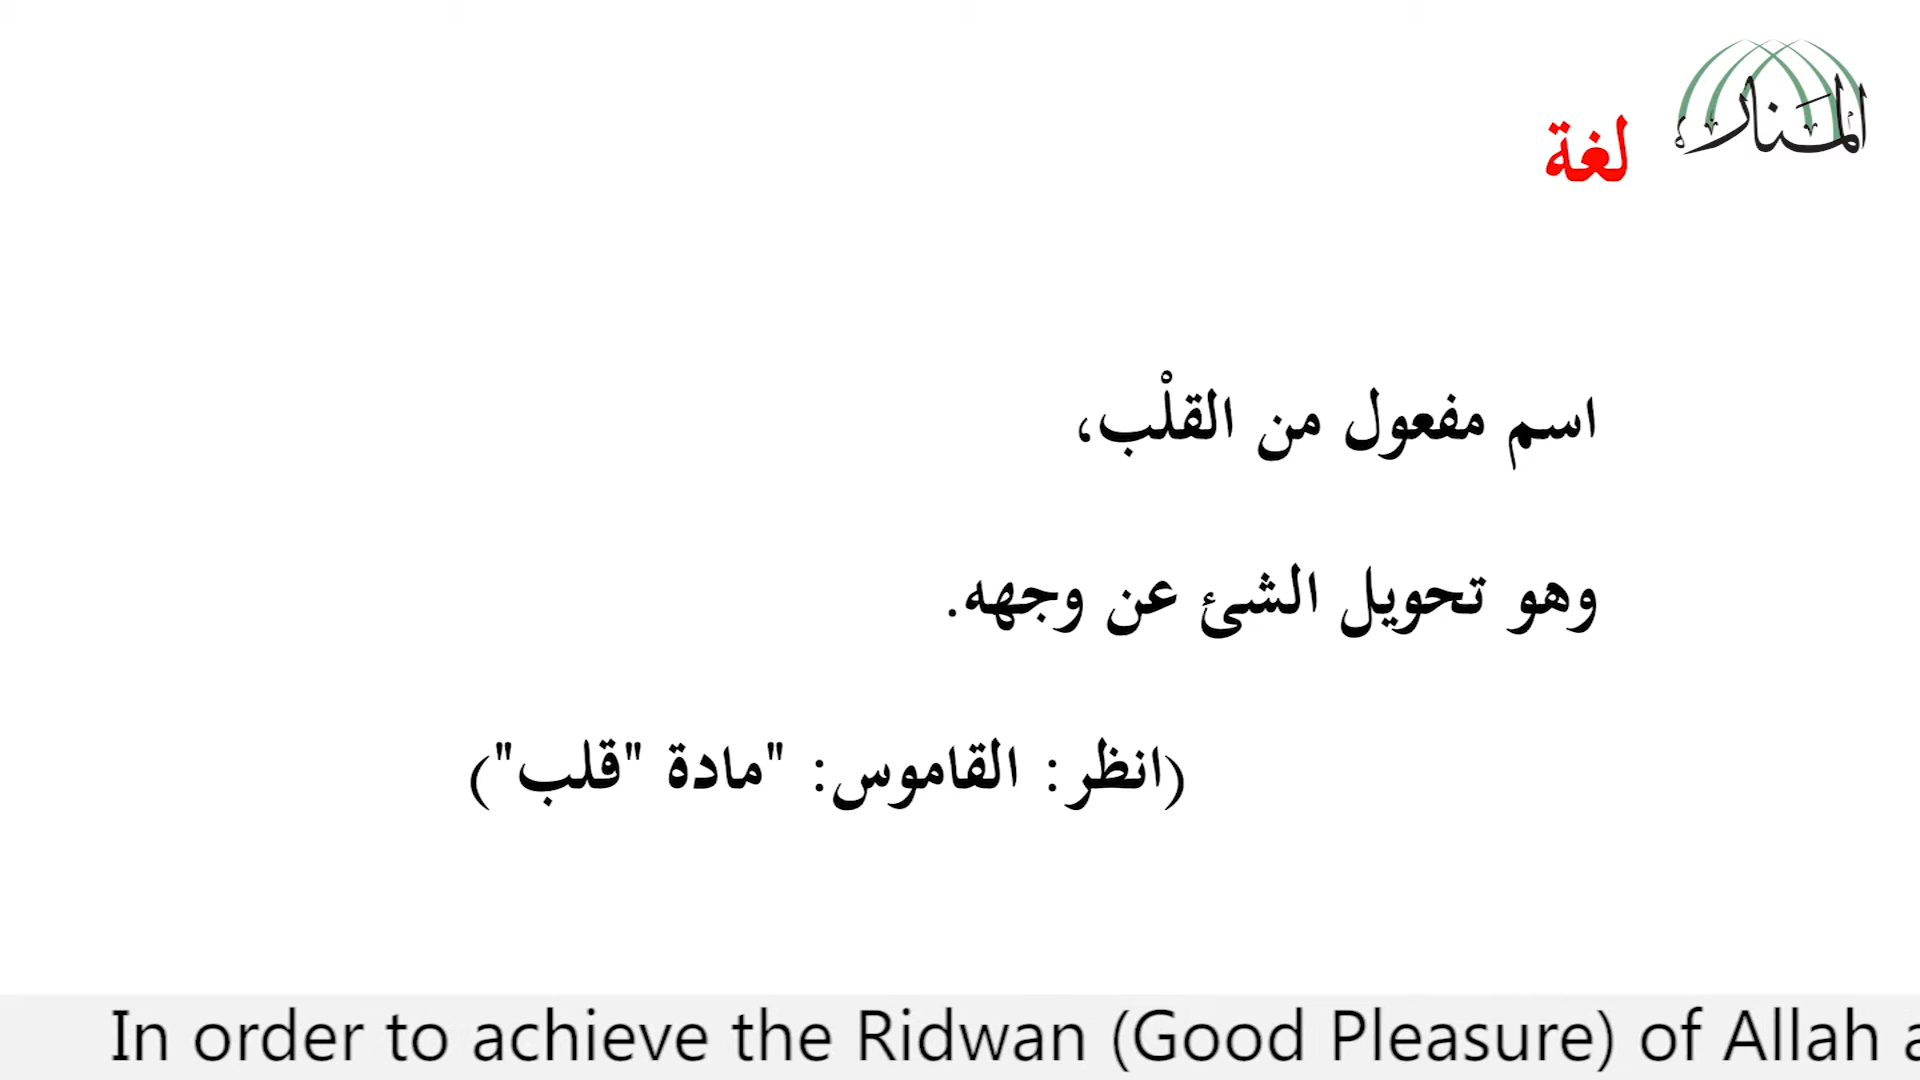 المنار
لغة
اسم مفعول من القلْب،
وهو تحويل الشئ عن وجهه.
(انظر: القاموس: "مادة "قلب")
In order to achieve the Ridwan (Good Pleasure) of Allah a